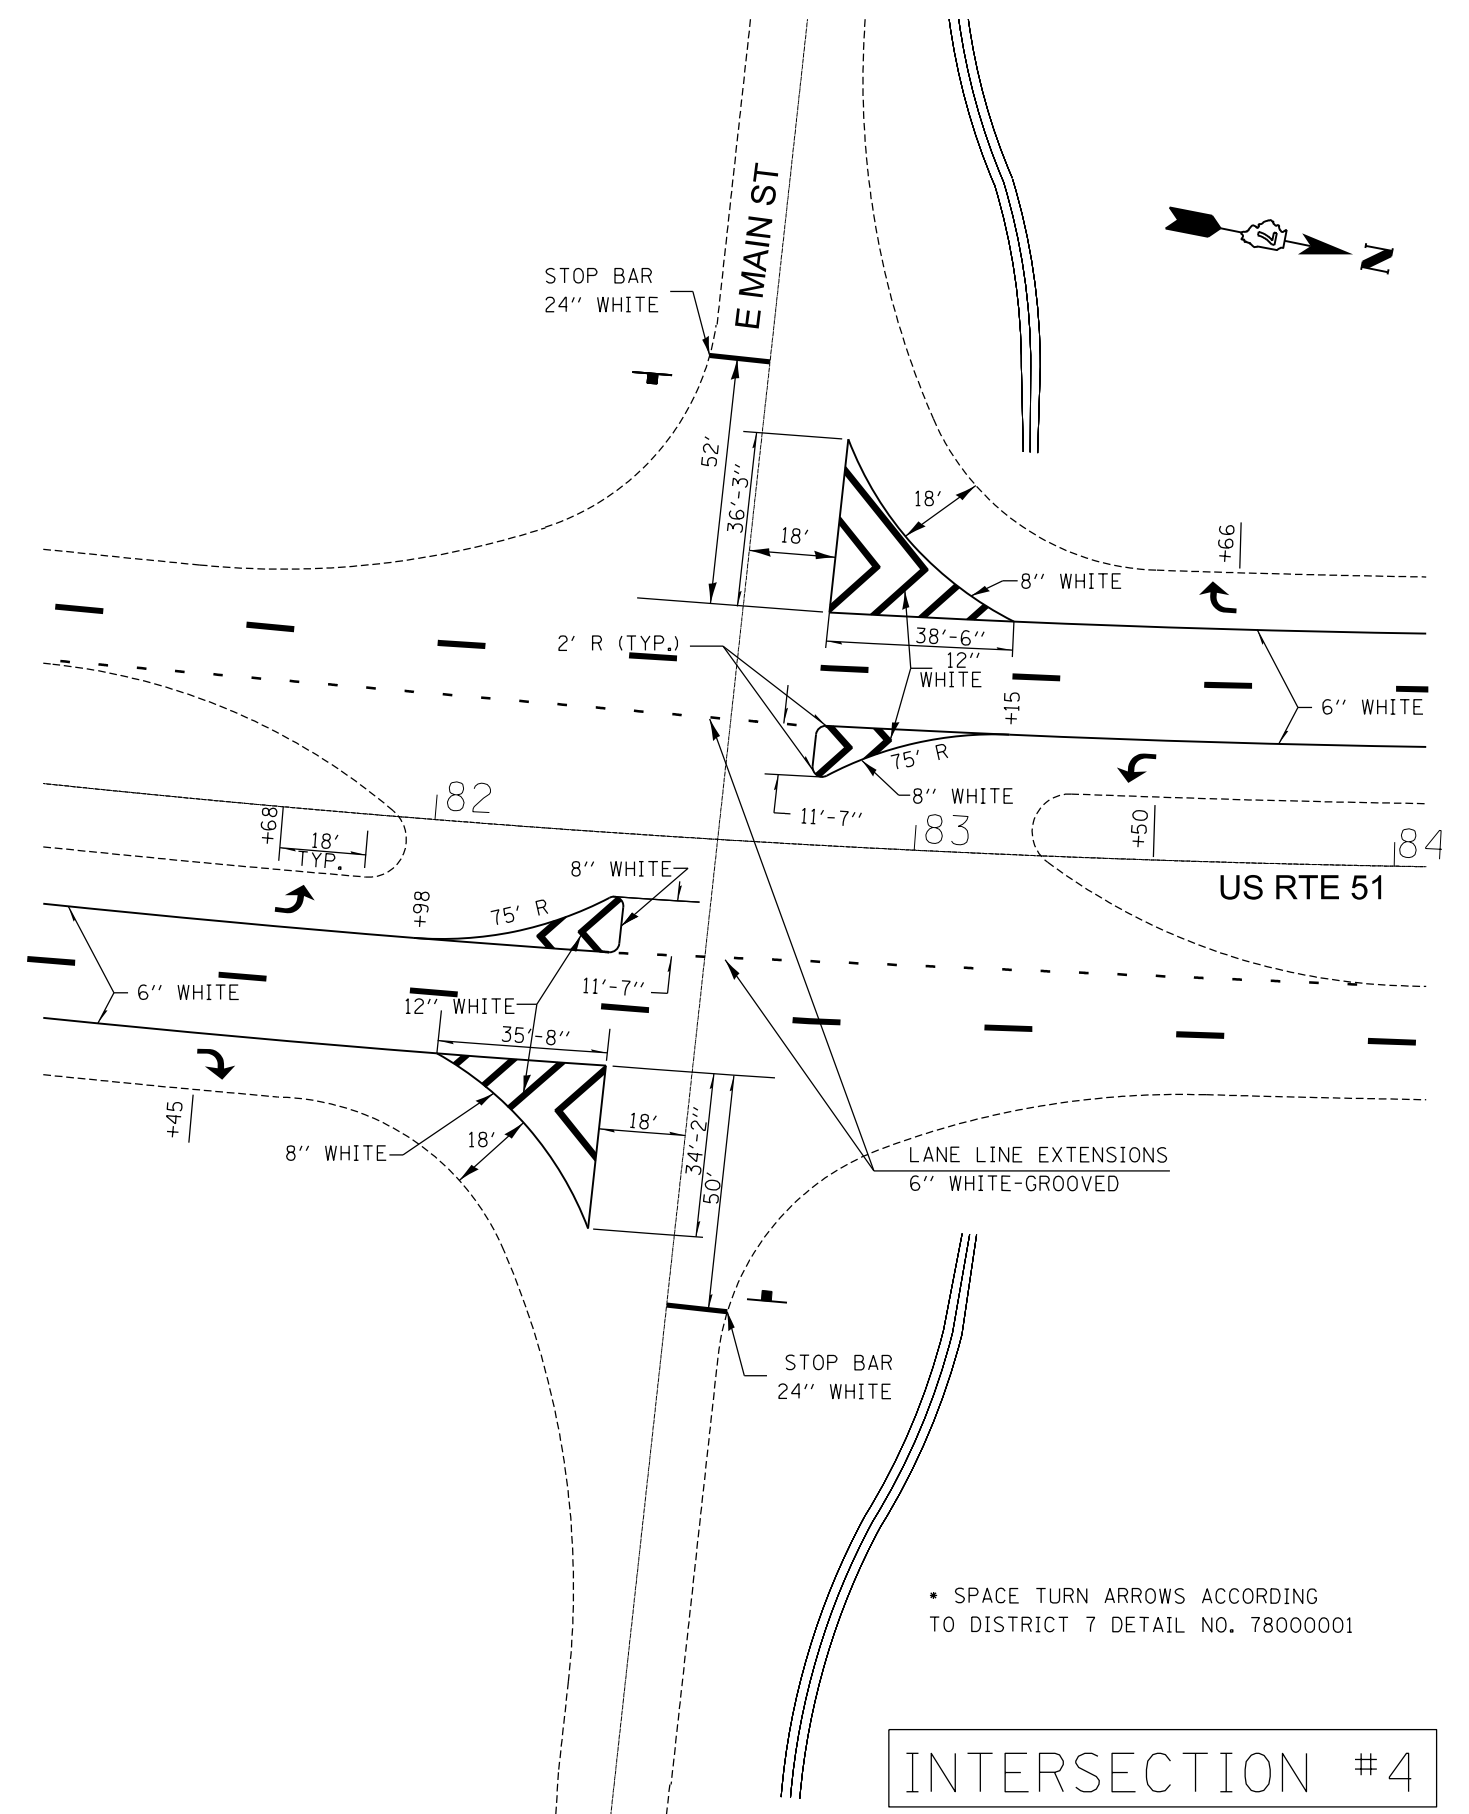 E MAIN ST
STOP BAR
24'' WHITE
7
N
52'
36'-3''
18'
18'
+66
8'' WHITE
38'-6''
2' R (TYP.)
12''
WHITE
+15
6'' WHITE
75' R
8'' WHITE
11'-7''
82
83
84
+68
18'
TYP.
+50
US RTE 51
8'' WHITE
+98
75' R
6'' WHITE
11'-7''
12'' WHITE
35'-8''
+45
8'' WHITE
18'
18'
34'-2''
50'
LANE LINE EXTENSIONS
6'' WHITE-GROOVED
STOP BAR
24'' WHITE
* SPACE TURN ARROWS ACCORDING
TO DISTRICT 7 DETAIL NO. 78000001
INTERSECTION #4